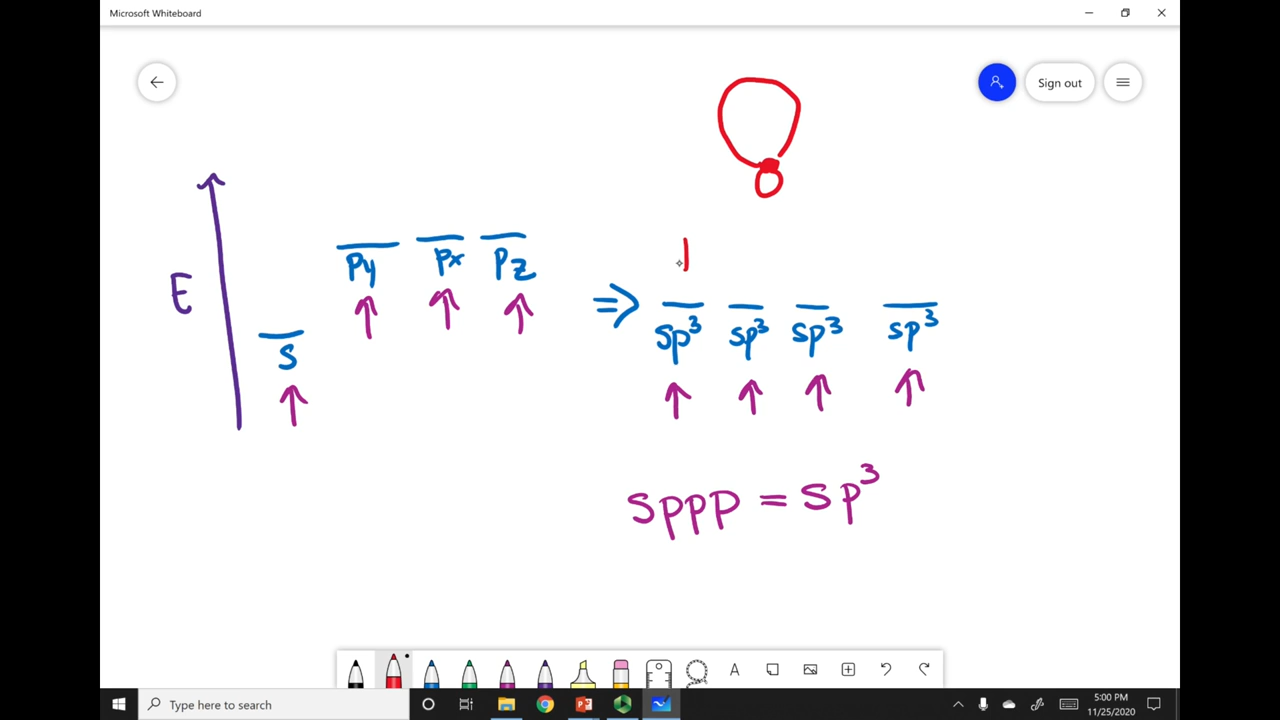 Microsoft Whiteboard
Sign out
E
py px pz
s
⇒
sp³ sp³ sp³ sp³
sppp = sp³
A
Type here to search
5:00 PM
11/25/2020